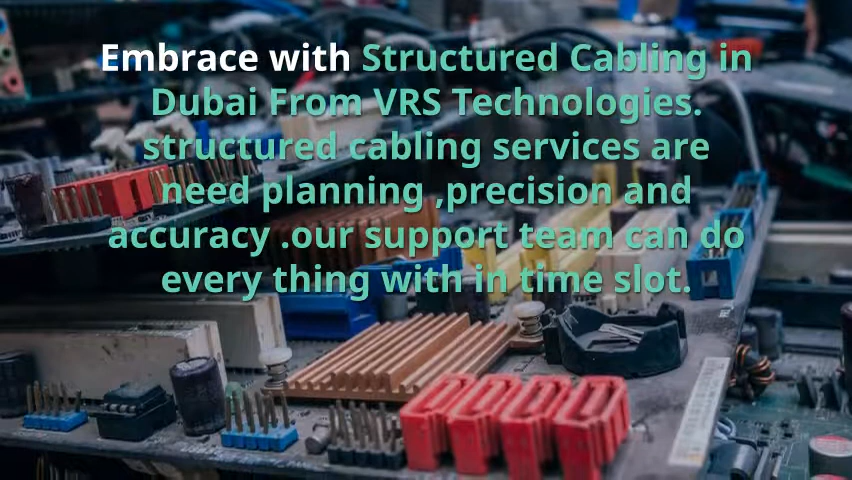 Embrace with Structured Cabling in
Dubai From VRS Technologies.
structured cabling services are
need planning ,precision and
accuracy .our support team can do
every thing with in time slot.